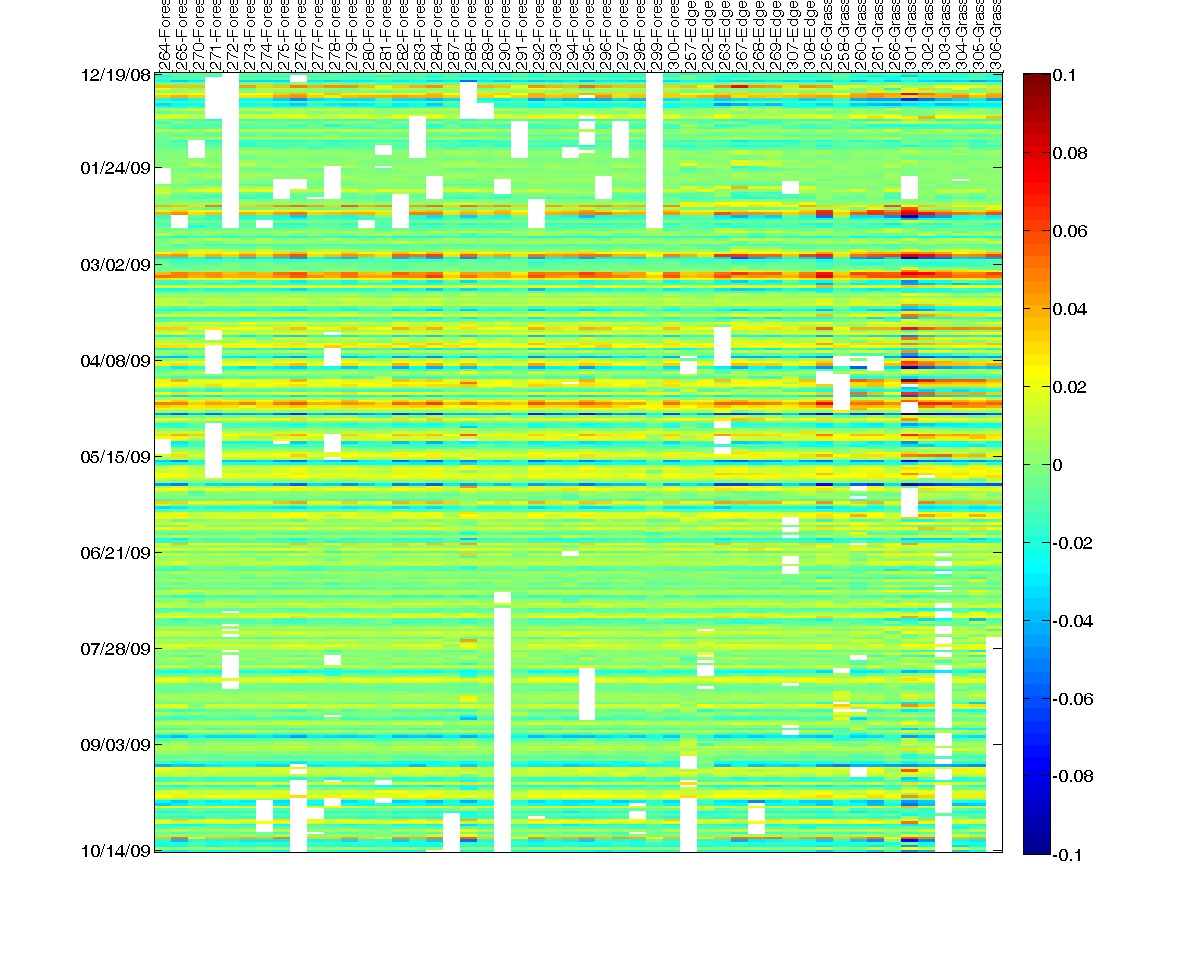 264-Fores
265-Fores
270-Fores
271-Fores
272-Fores
273-Fores
274-Fores
275-Fores
276-Fores
277-Fores
278-Fores
279-Fores
280-Fores
281-Fores
282-Fores
283-Fores
284-Fores
287-Fores
288-Fores
289-Fores
290-Fores
291-Fores
292-Fores
293-Fores
294-Fores
295-Fores
296-Fores
297-Fores
298-Fores
299-Fores
300-Fores
257-Edge
262-Edge
263-Edge
267-Edge
268-Edge
269-Edge
307-Edge
308-Edge
256-Grass
258-Grass
260-Grass
261-Grass
266-Grass
301-Grass
302-Grass
303-Grass
304-Grass
305-Grass
306-Grass
12/19/08
01/24/09
03/02/09
04/08/09
05/15/09
06/21/09
07/28/09
09/03/09
10/14/09
0.1
0.08
0.06
0.04
0.02
0
-0.02
-0.04
-0.06
-0.08
-0.1